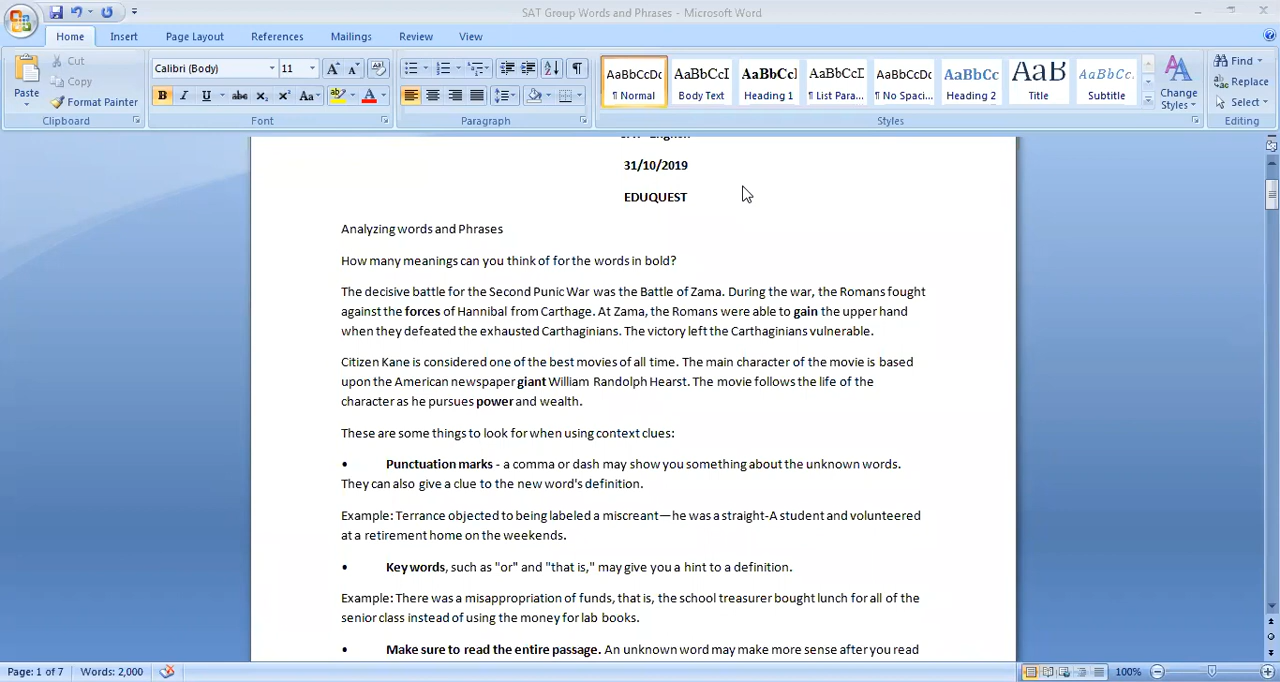 SAT Group Words and Phrases - Microsoft Word
Home Insert Page Layout References Mailings Review View
Cut
Copy
Format Painter
Paste
Clipboard
Calibri (Body) 11
Font
Paragraph
AaBbCcDc AaBbCcI AaBbCcl AaBbCcI AaBbCcDc AaBbCc AaB AaBbCc.
¶ Normal Body Text Heading 1 ¶ List Para... ¶ No Spaci... Heading 2 Title Subtitle
Change Styles
Styles
Find
Replace
Select
Editing
31/10/2019
EDUQUEST
Analyzing words and Phrases
How many meanings can you think of for the words in bold?
The decisive battle for the Second Punic War was the Battle of Zama. During the war, the Romans fought
against the forces of Hannibal from Carthage. At Zama, the Romans were able to gain the upper hand
when they defeated the exhausted Carthaginians. The victory left the Carthaginians vulnerable.
Citizen Kane is considered one of the best movies of all time. The main character of the movie is based
upon the American newspaper giant William Randolph Hearst. The movie follows the life of the
character as he pursues power and wealth.
These are some things to look for when using context clues:
• Punctuation marks - a comma or dash may show you something about the unknown words.
They can also give a clue to the new word's definition.
Example: Terrance objected to being labeled a miscreant—he was a straight-A student and volunteered
at a retirement home on the weekends.
• Key words, such as "or" and "that is," may give you a hint to a definition.
Example: There was a misappropriation of funds, that is, the school treasurer bought lunch for all of the
senior class instead of using the money for lab books.
• Make sure to read the entire passage. An unknown word may make more sense after you read
Page: 1 of 7 Words: 2,000 100%